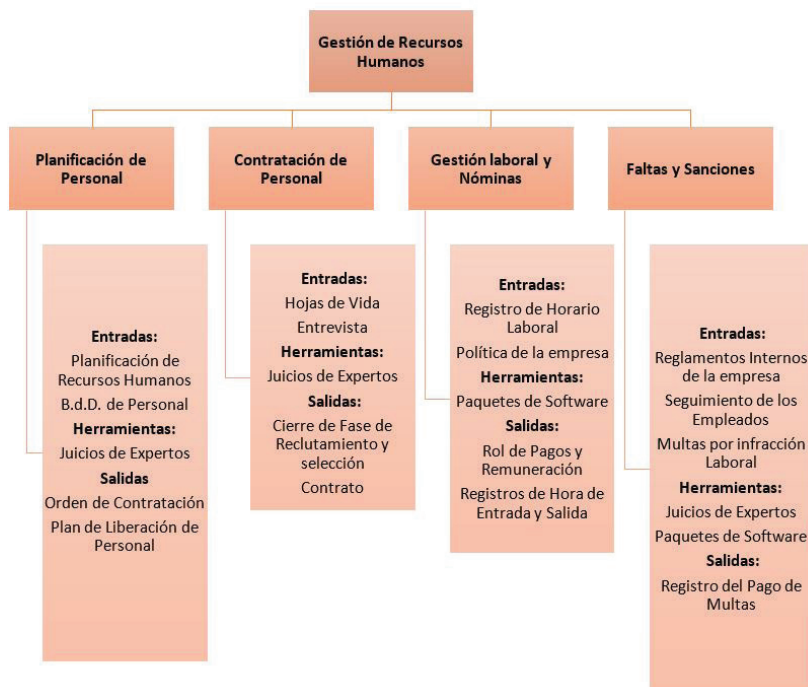 Gestión de Recursos
Humanos
Planificación de
Personal
Contratación de
Personal
Gestión laboral y
Nóminas
Faltas y Sanciones
Entradas:
Planificación de
Recursos Humanos
B.d.D. de Personal
Herramientas:
Juicios de Expertos
Salidas
Orden de Contratación
Plan de Liberación de
Personal
Entradas:
Hojas de Vida
Entrevista
Herramientas:
Juicios de Expertos
Salidas:
Cierre de Fase de
Reclutamiento y
selección
Contrato
Entradas:
Registro de Horario
Laboral
Política de la empresa
Herramientas:
Paquetes de Software
Salidas:
Rol de Pagos y
Remuneración
Registros de Hora de
Entrada y Salida
Entradas:
Reglamentos Internos
de la empresa
Seguimiento de los
Empleados
Multas por infracción
Laboral
Herramientas:
Juicios de Expertos
Paquetes de Software
Salidas:
Registro del Pago de
Multas